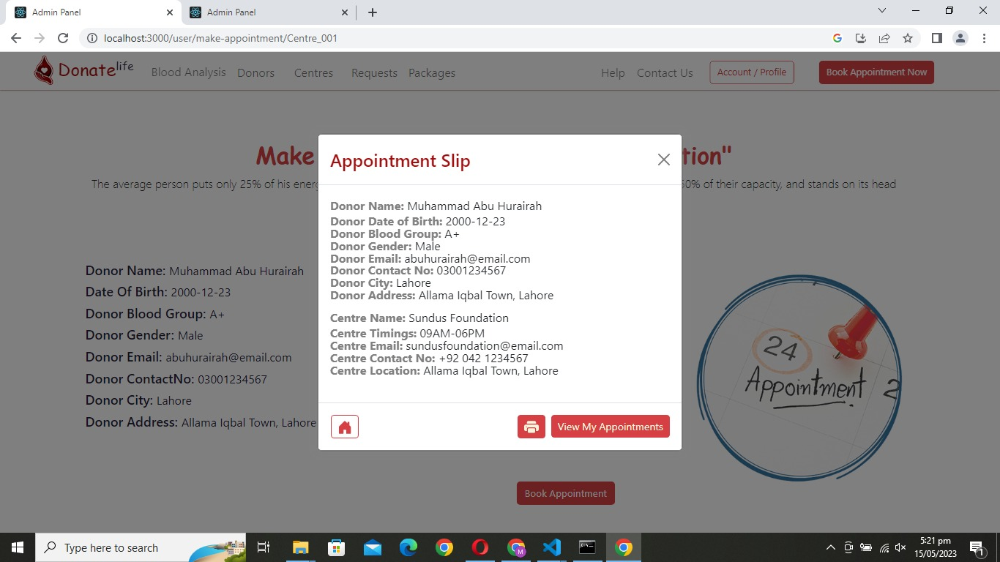 Admin Panel
Admin Panel
localhost:3000/user/make-appointment/Centre_001
Donatelife
Blood Analysis
Donors
Centres
Requests
Packages
Help
Contact Us
Account / Profile
Book Appointment Now
Make
tion"
The average person puts only 25% of his energ
50% of their capacity, and stands on its head
Donor Name: Muhammad Abu Hurairah
Date Of Birth: 2000-12-23
Donor Blood Group: A+
Donor Gender: Male
Donor Email: abuhurairah@email.com
Donor ContactNo: 03001234567
Donor City: Lahore
Donor Address: Allama Iqbal Town, Lahore
Appointment Slip
Donor Name: Muhammad Abu Hurairah
Donor Date of Birth: 2000-12-23
Donor Blood Group: A+
Donor Gender: Male
Donor Email: abuhurairah@email.com
Donor Contact No: 03001234567
Donor City: Lahore
Donor Address: Allama Iqbal Town, Lahore
Centre Name: Sundus Foundation
Centre Timings: 09AM-06PM
Centre Email: sundusfoundation@email.com
Centre Contact No: +92 042 1234567
Centre Location: Allama Iqbal Town, Lahore
View My Appointments
24
Appointment
2
Book Appointment
Type here to search
M
5:21 pm
15/05/2023
1